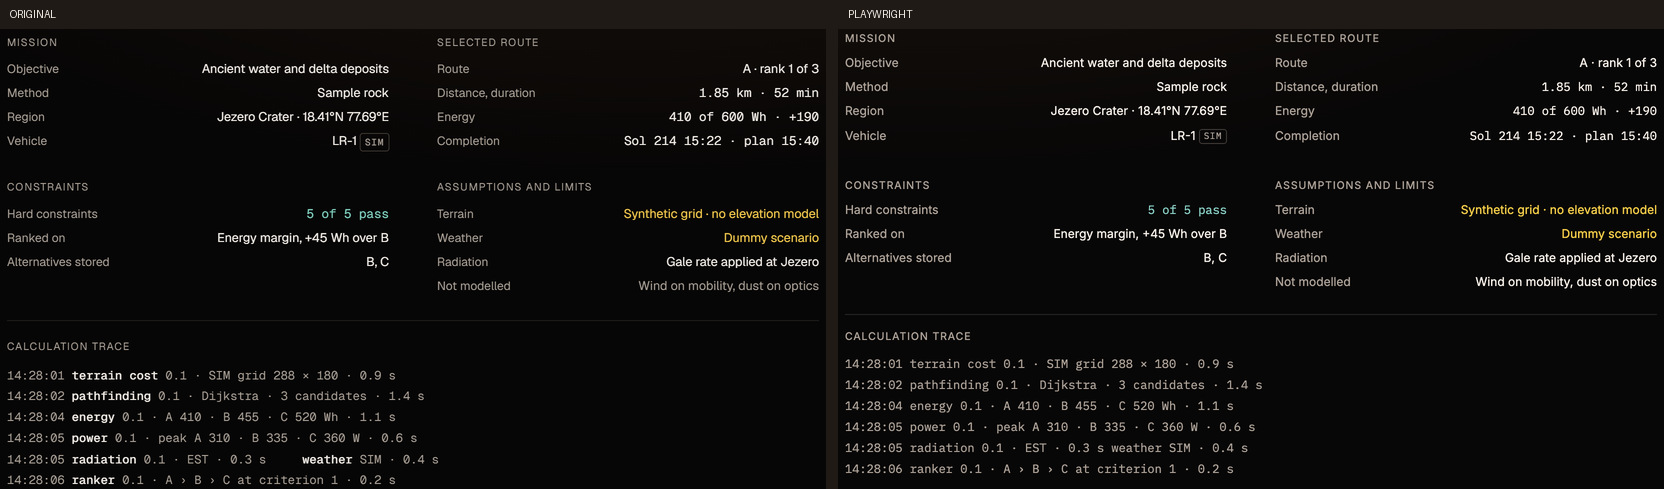 ORIGINAL
MISSION
Objective Ancient water and delta deposits
Method Sample rock
Region Jezero Crater · 18.41°N 77.69°E
Vehicle LR-1 SIM
SELECTED ROUTE
Route A · rank 1 of 3
Distance, duration 1.85 km · 52 min
Energy 410 of 600 Wh · +190
Completion Sol 214 15:22 · plan 15:40
CONSTRAINTS
Hard constraints 5 of 5 pass
Ranked on Energy margin, +45 Wh over B
Alternatives stored B, C
ASSUMPTIONS AND LIMITS
Terrain Synthetic grid · no elevation model
Weather Dummy scenario
Radiation Gale rate applied at Jezero
Not modelled Wind on mobility, dust on optics
CALCULATION TRACE
14:28:01 terrain cost 0.1 · SIM grid 288 × 180 · 0.9 s
14:28:02 pathfinding 0.1 · Dijkstra · 3 candidates · 1.4 s
14:28:04 energy 0.1 · A 410 · B 455 · C 520 Wh · 1.1 s
14:28:05 power 0.1 · peak A 310 · B 335 · C 360 W · 0.6 s
14:28:05 radiation 0.1 · EST · 0.3 s weather SIM · 0.4 s
14:28:06 ranker 0.1 · A › B › C at criterion 1 · 0.2 s
PLAYWRIGHT
MISSION
Objective Ancient water and delta deposits
Method Sample rock
Region Jezero Crater · 18.41°N 77.69°E
Vehicle LR-1 SIM
SELECTED ROUTE
Route A · rank 1 of 3
Distance, duration 1.85 km · 52 min
Energy 410 of 600 Wh · +190
Completion Sol 214 15:22 · plan 15:40
CONSTRAINTS
Hard constraints 5 of 5 pass
Ranked on Energy margin, +45 Wh over B
Alternatives stored B, C
ASSUMPTIONS AND LIMITS
Terrain Synthetic grid · no elevation model
Weather Dummy scenario
Radiation Gale rate applied at Jezero
Not modelled Wind on mobility, dust on optics
CALCULATION TRACE
14:28:01 terrain cost 0.1 · SIM grid 288 × 180 · 0.9 s
14:28:02 pathfinding 0.1 · Dijkstra · 3 candidates · 1.4 s
14:28:04 energy 0.1 · A 410 · B 455 · C 520 Wh · 1.1 s
14:28:05 power 0.1 · peak A 310 · B 335 · C 360 W · 0.6 s
14:28:05 radiation 0.1 · EST · 0.3 s weather SIM · 0.4 s
14:28:06 ranker 0.1 · A › B › C at criterion 1 · 0.2 s